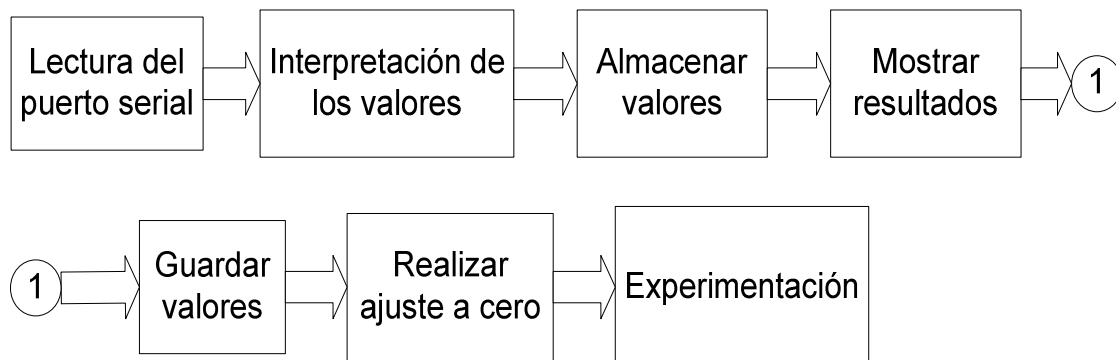 Lectura del
puerto serial
Interpretación de
los valores
Almacenar
valores
Mostrar
resultados
1
1
Guardar
valores
Realizar
ajuste a cero
Experimentación